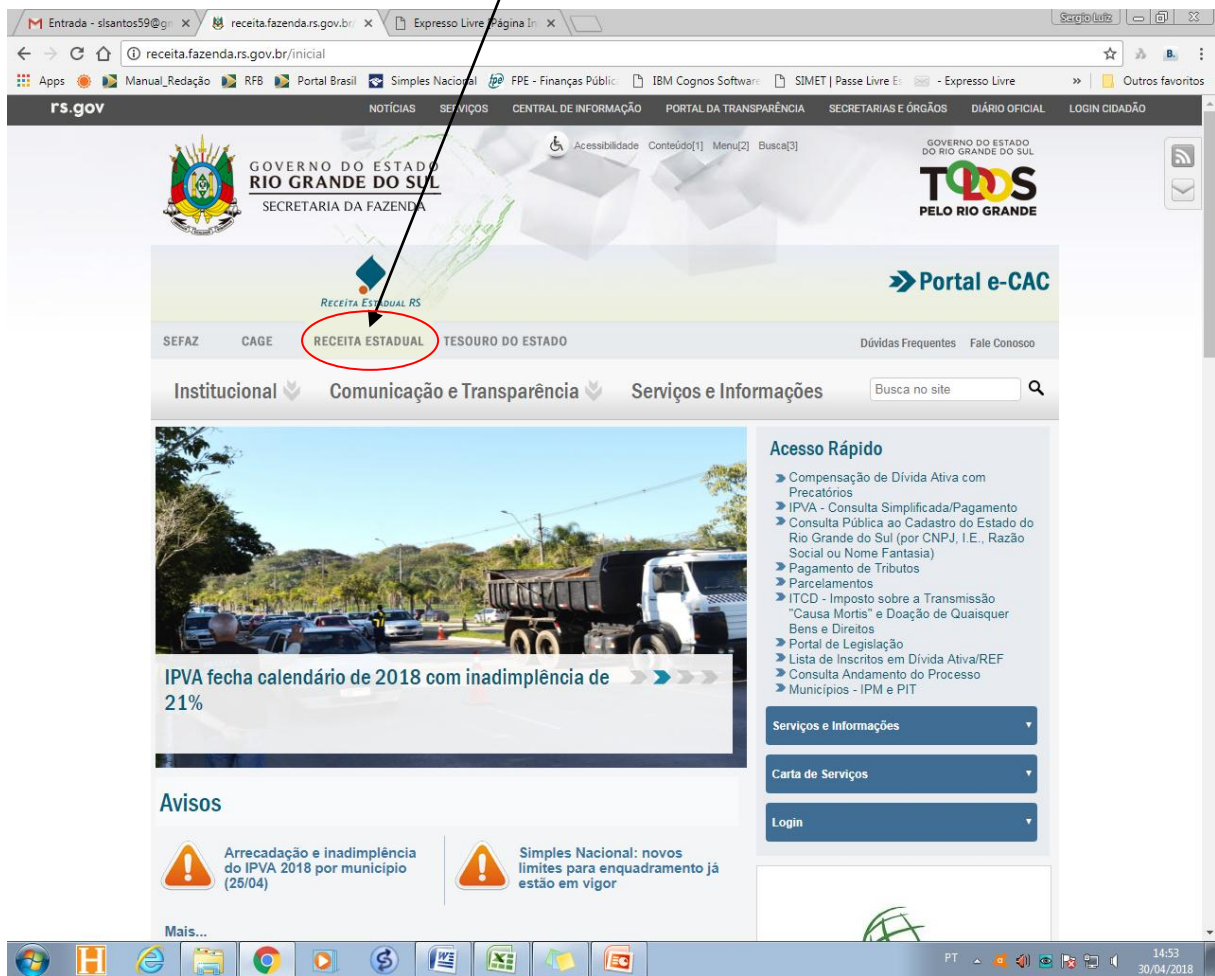 Entrada - slsantos59@gm
receita.fazenda.rs.gov.br/
Expresso Livre [Página In
Sergio Luiz
receita.fazenda.rs.gov.br/inicial
Apps Manual_Redação RFB Portal Brasil Simples Nacional FPE - Finanças Públic IBM Cognos Software SIMET | Passe Livre Es - Expresso Livre » Outros favoritos
rs.gov NOTÍCIAS SERVIÇOS CENTRAL DE INFORMAÇÃO PORTAL DA TRANSPARÊNCIA SECRETARIAS E ÓRGÃOS DIÁRIO OFICIAL LOGIN CIDADÃO
Acessibilidade Conteúdo[1] Menu[2] Busca[3]
GOVERNO DO ESTADO
RIO GRANDE DO SUL
SECRETARIA DA FAZENDA
GOVERNO DO ESTADO
DO RIO GRANDE DO SUL
TODOS
PELO RIO GRANDE
RECEITA ESTADUAL RS
Portal e-CAC
SEFAZ CAGE RECEITA ESTADUAL TESOURO DO ESTADO Dúvidas Frequentes Fale Conosco
Institucional Comunicação e Transparência Serviços e Informações Busca no site
IPVA fecha calendário de 2018 com inadimplência de
21%
Acesso Rápido
Compensação de Dívida Ativa com
Precatórios
IPVA - Consulta Simplificada/Pagamento
Consulta Pública ao Cadastro do Estado do
Rio Grande do Sul (por CNPJ, I.E., Razão
Social ou Nome Fantasia)
Pagamento de Tributos
Parcelamentos
ITCD - Imposto sobre a Transmissão
"Causa Mortis" e Doação de Quaisquer
Bens e Direitos
Portal de Legislação
Lista de Inscritos em Dívida Ativa/REF
Consulta Andamento do Processo
Municípios - IPM e PIT
Serviços e Informações
Carta de Serviços
Login
Avisos
Arrecadação e inadimplência
do IPVA 2018 por município
(25/04)
Simples Nacional: novos
limites para enquadramento já
estão em vigor
Mais...
PT
14:53
30/04/2018